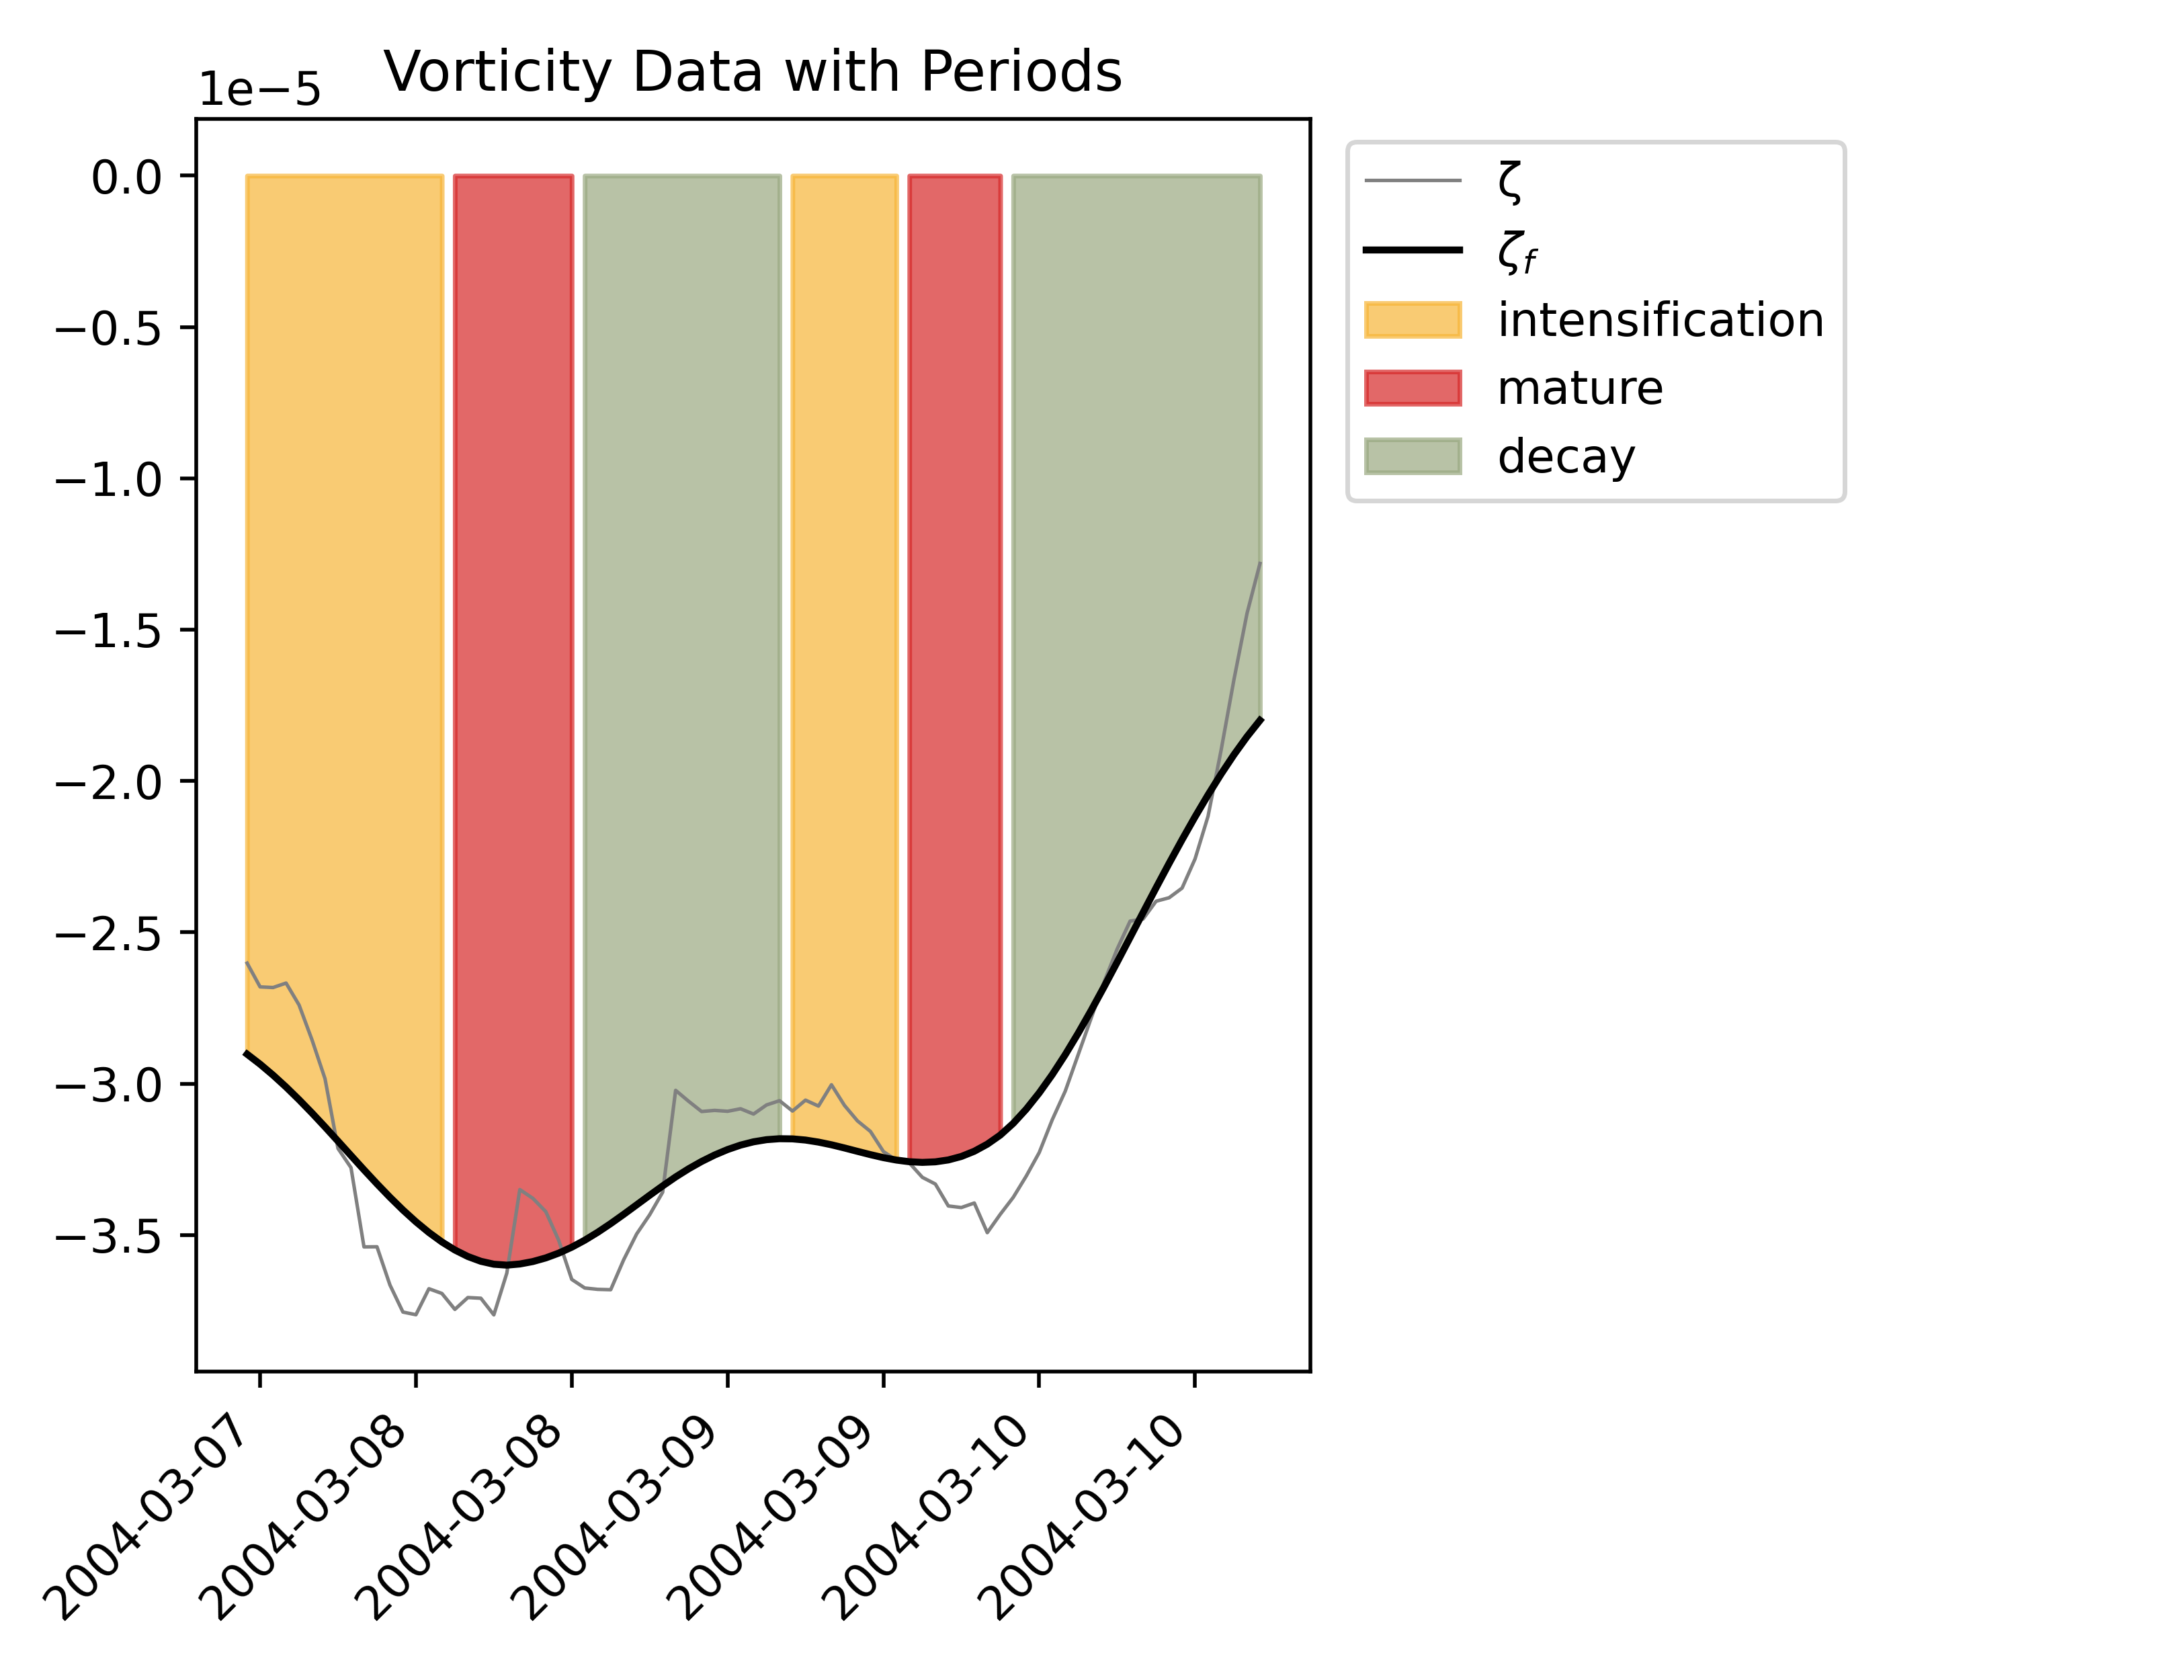 Vorticity Data with Periods
1e−5
0.0
−0.5
−1.0
−1.5
−2.0
−2.5
−3.0
−3.5
2004-03-07
2004-03-08
2004-03-08
2004-03-09
2004-03-09
2004-03-10
2004-03-10
ζ
ζf
intensification
mature
decay